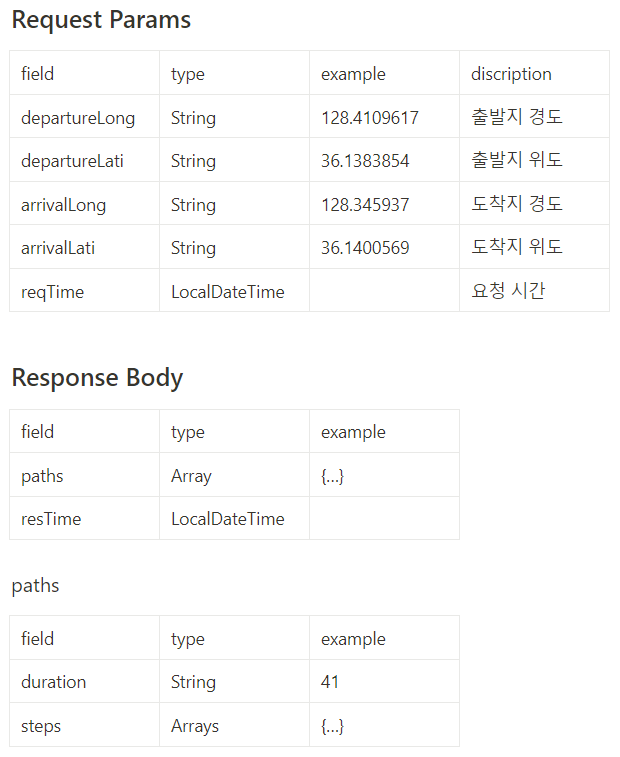 Request Params
field type example discription
departureLong String 128.4109617 출발지 경도
departureLati String 36.1383854 출발지 위도
arrivalLong String 128.345937 도착지 경도
arrivalLati String 36.1400569 도착지 위도
reqTime LocalDateTime 요청 시간
Response Body
field type example
paths Array {...}
resTime LocalDateTime
paths
field type example
duration String 41
steps Arrays {...}